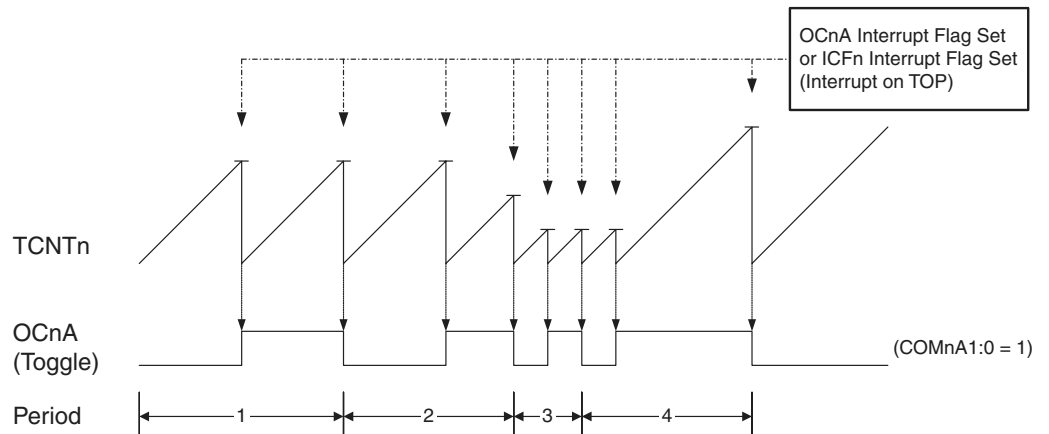 OCnA Interrupt Flag Set
or ICFn Interrupt Flag Set
(Interrupt on TOP)
TCNTn
OCnA
(Toggle)
(COMnA1:0 = 1)
Period
1
2
3
4